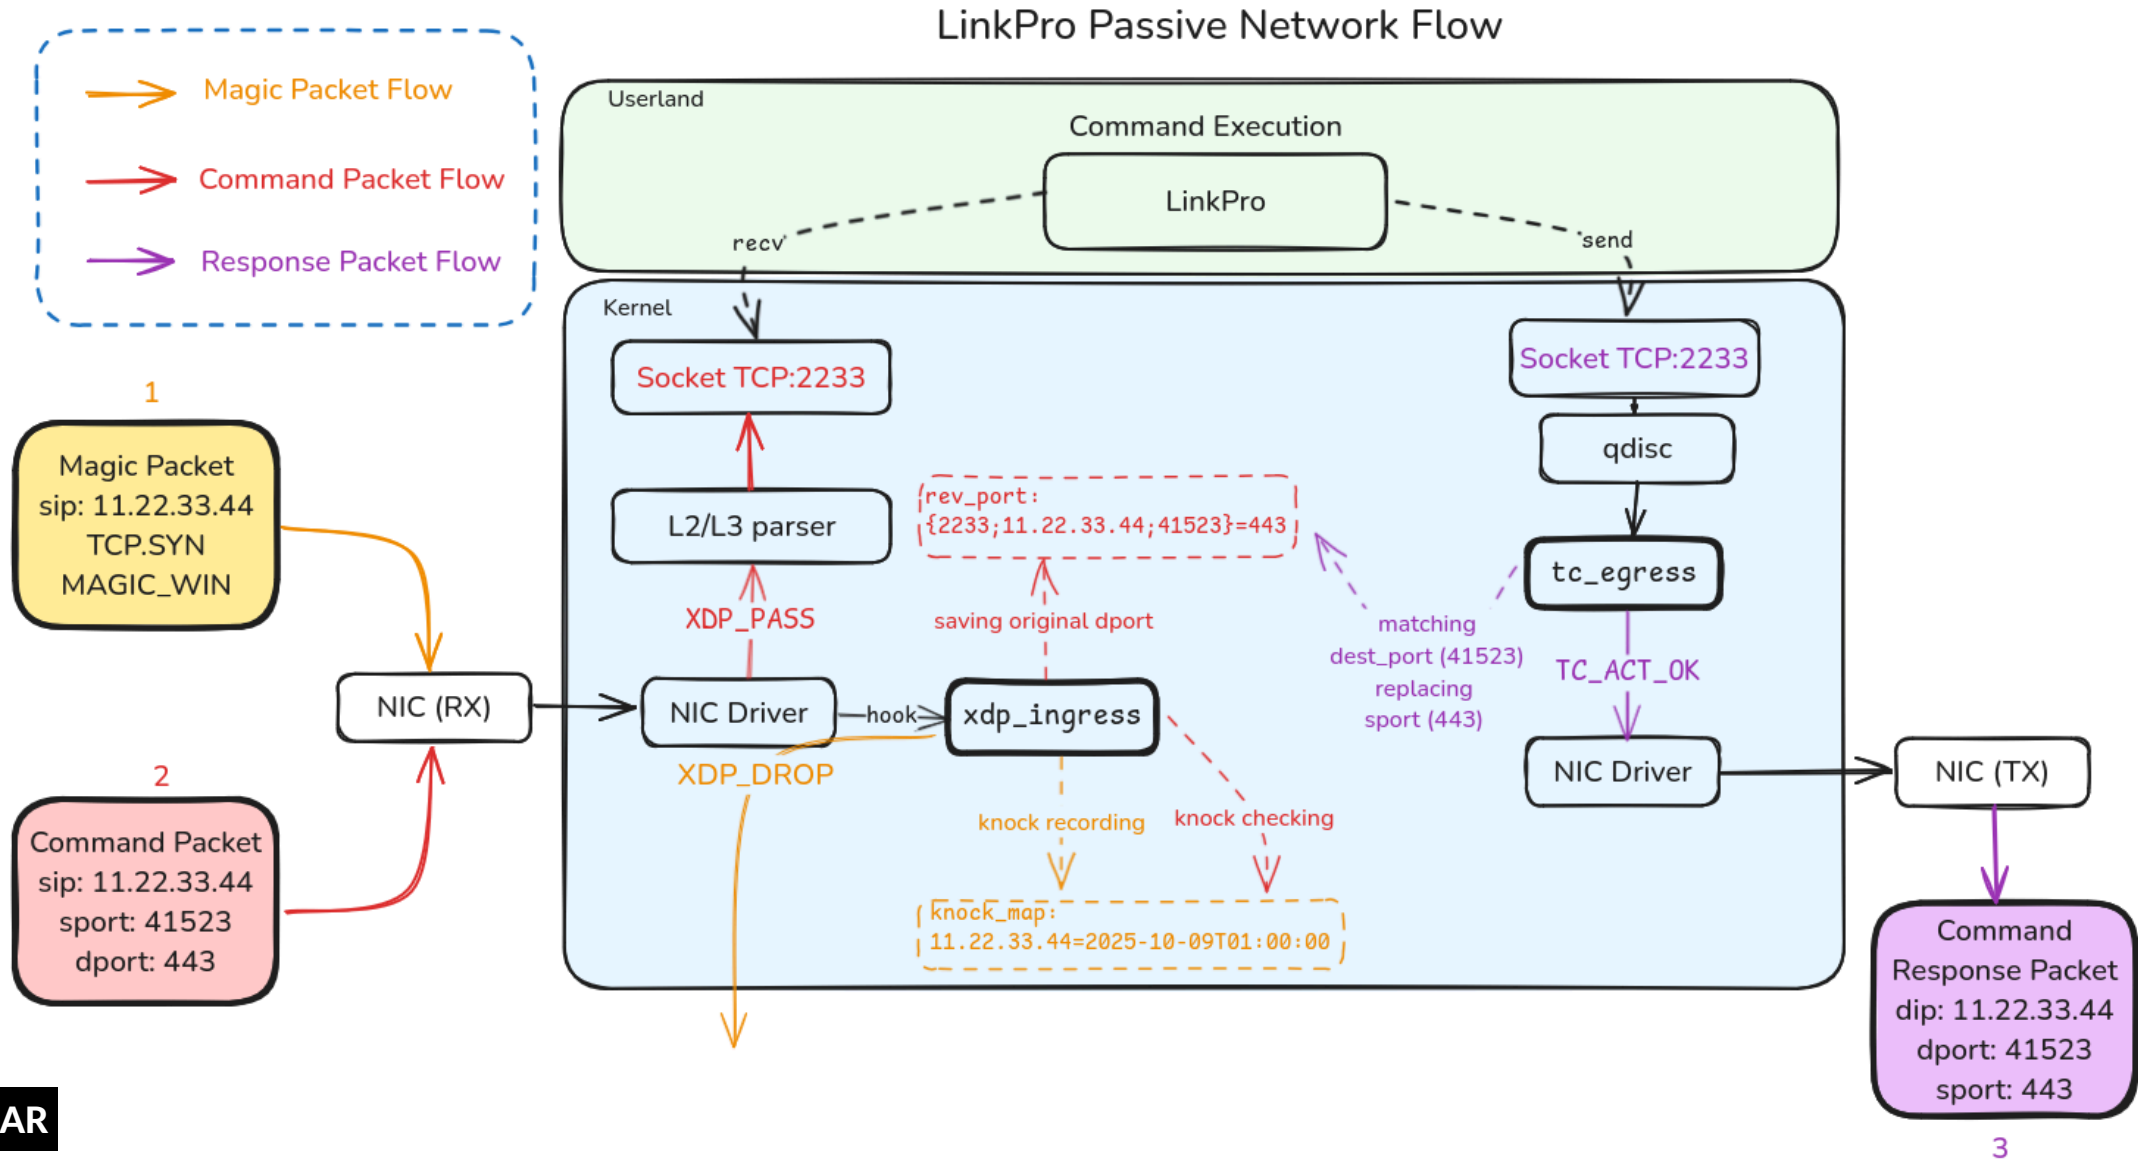 LinkPro Passive Network Flow
Magic Packet Flow
Command Packet Flow
Response Packet Flow
Userland
Command Execution
LinkPro
recv
send
Kernel
Socket TCP:2233
Socket TCP:2233
qdisc
1
Magic Packet
sip: 11.22.33.44
TCP.SYN
MAGIC_WIN
L2/L3 parser
rev_port:
{2233;11.22.33.44;41523}=443
tc_egress
XDP_PASS
saving original dport
matching
dest_port (41523)
replacing
sport (443)
TC_ACT_OK
NIC (RX)
NIC Driver
hook
xdp_ingress
XDP_DROP
NIC Driver
NIC (TX)
2
Command Packet
sip: 11.22.33.44
sport: 41523
dport: 443
knock recording
knock checking
knock_map:
11.22.33.44=2025-10-09T01:00:00
Command
Response Packet
dip: 11.22.33.44
dport: 41523
sport: 443
3
AR